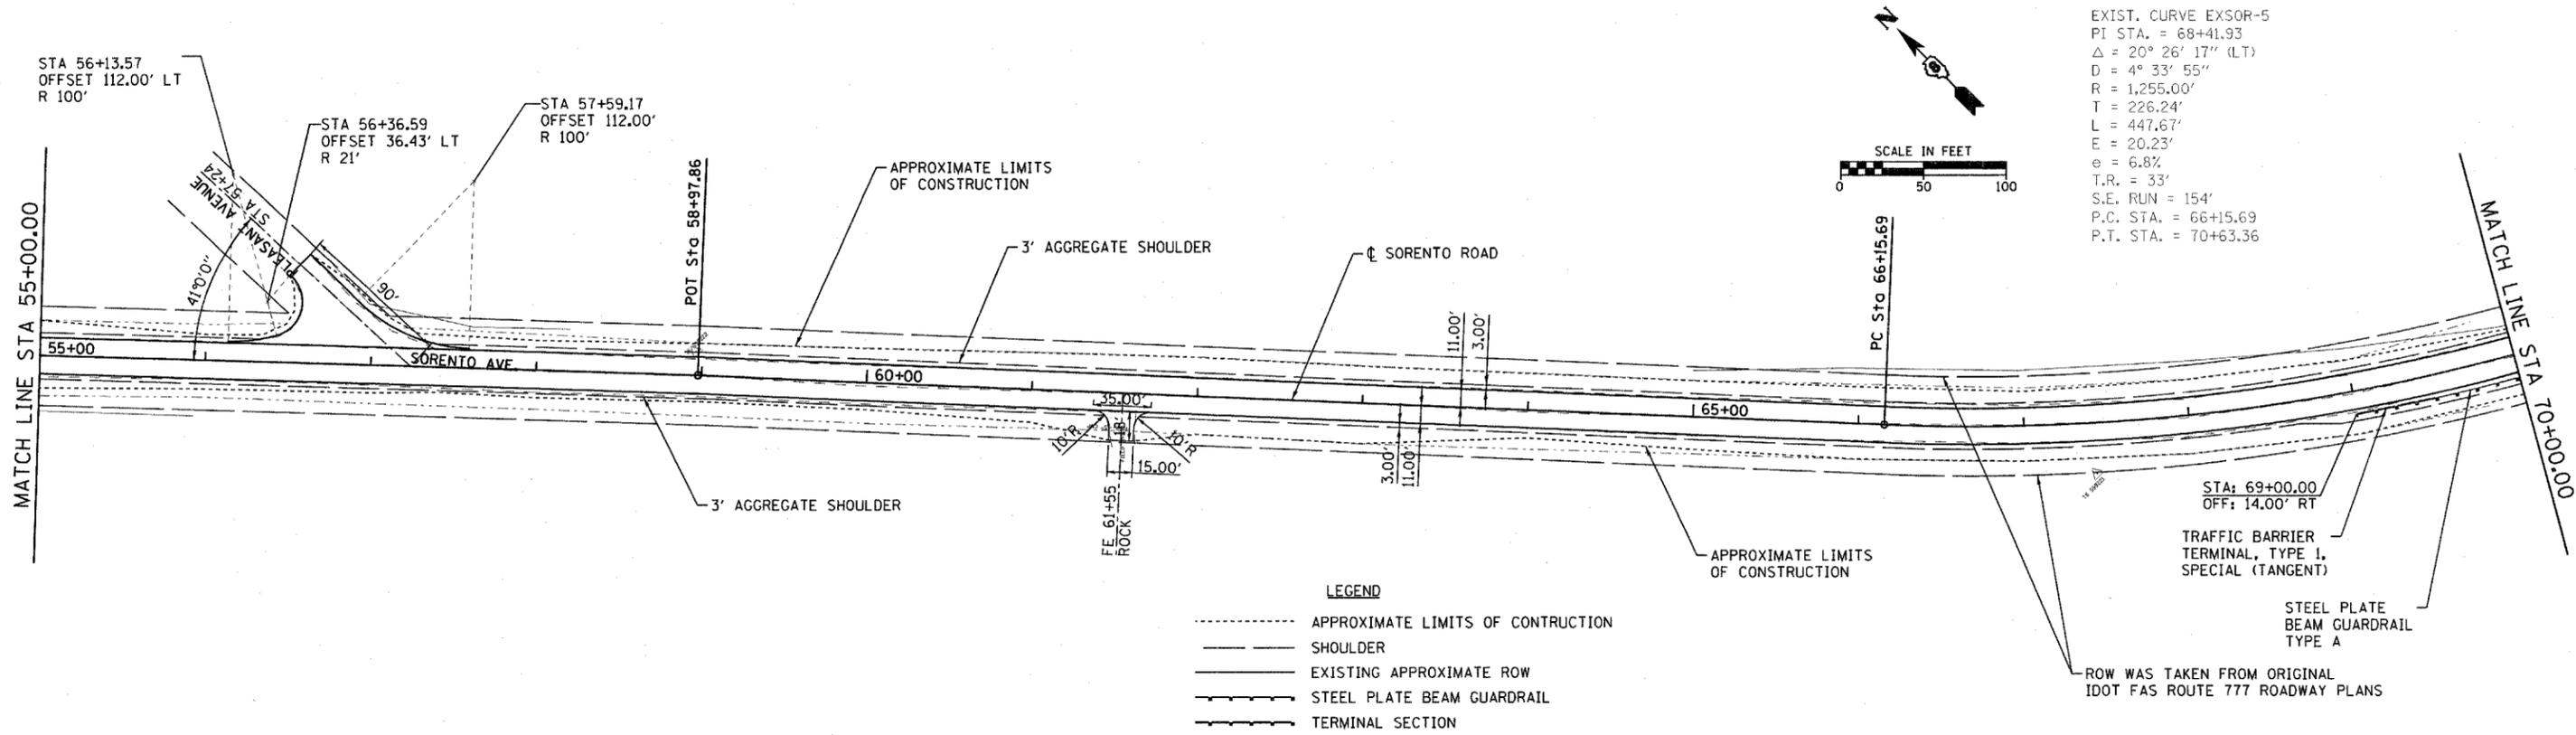 STA 56+13.57
OFFSET 112.00' LT
R 100'
STA 56+36.59
OFFSET 36.43' LT
R 21'
STA 57+59.17
OFFSET 112.00'
R 100'
MATCH LINE STA 55+00.00
PLEASANT AVENUE
STA 57+24
41°0'0"
90'
55+00
SORENTO AVE.
POT Sta 58+97.86
APPROXIMATE LIMITS
OF CONSTRUCTION
3' AGGREGATE SHOULDER
℄ SORENTO ROAD
60+00
35.00'
10'R
18'
10'R
15.00'
FE 61+55
ROCK
3' AGGREGATE SHOULDER
11.00'
3.00'
3.00'
11.00'
65+00
PC Sta 66+15.69
N
SCALE IN FEET
0 50 100
EXIST. CURVE EXSOR-5
PI STA. = 68+41.93
Δ = 20° 26' 17" (LT)
D = 4° 33' 55"
R = 1,255.00'
T = 226.24'
L = 447.67'
E = 20.23'
e = 6.8%
T.R. = 33'
S.E. RUN = 154'
P.C. STA. = 66+15.69
P.T. STA. = 70+63.36
MATCH LINE STA 70+00.00
STA: 69+00.00
OFF: 14.00' RT
TRAFFIC BARRIER
TERMINAL, TYPE 1,
SPECIAL (TANGENT)
STEEL PLATE
BEAM GUARDRAIL
TYPE A
APPROXIMATE LIMITS
OF CONSTRUCTION
ROW WAS TAKEN FROM ORIGINAL
IDOT FAS ROUTE 777 ROADWAY PLANS
LEGEND
APPROXIMATE LIMITS OF CONTRUCTION
SHOULDER
EXISTING APPROXIMATE ROW
STEEL PLATE BEAM GUARDRAIL
TERMINAL SECTION